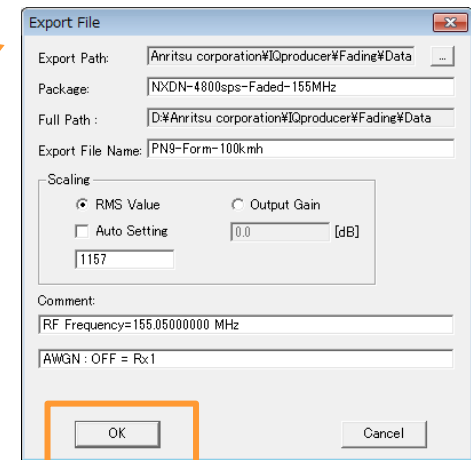 Export File
Export Path: Anritsu corporation¥IQproducer¥Fading¥Data ...
Package: NXDN-4800sps-Faded-155MHz
Full Path : D:¥Anritsu corporation¥IQproducer¥Fading¥Data
Export File Name: PN9-Form-100kmh
Scaling
RMS Value Output Gain
Auto Setting 0.0 [dB]
1157
Comment:
RF Frequency=155.05000000 MHz
AWGN : OFF = Rx1
OK Cancel